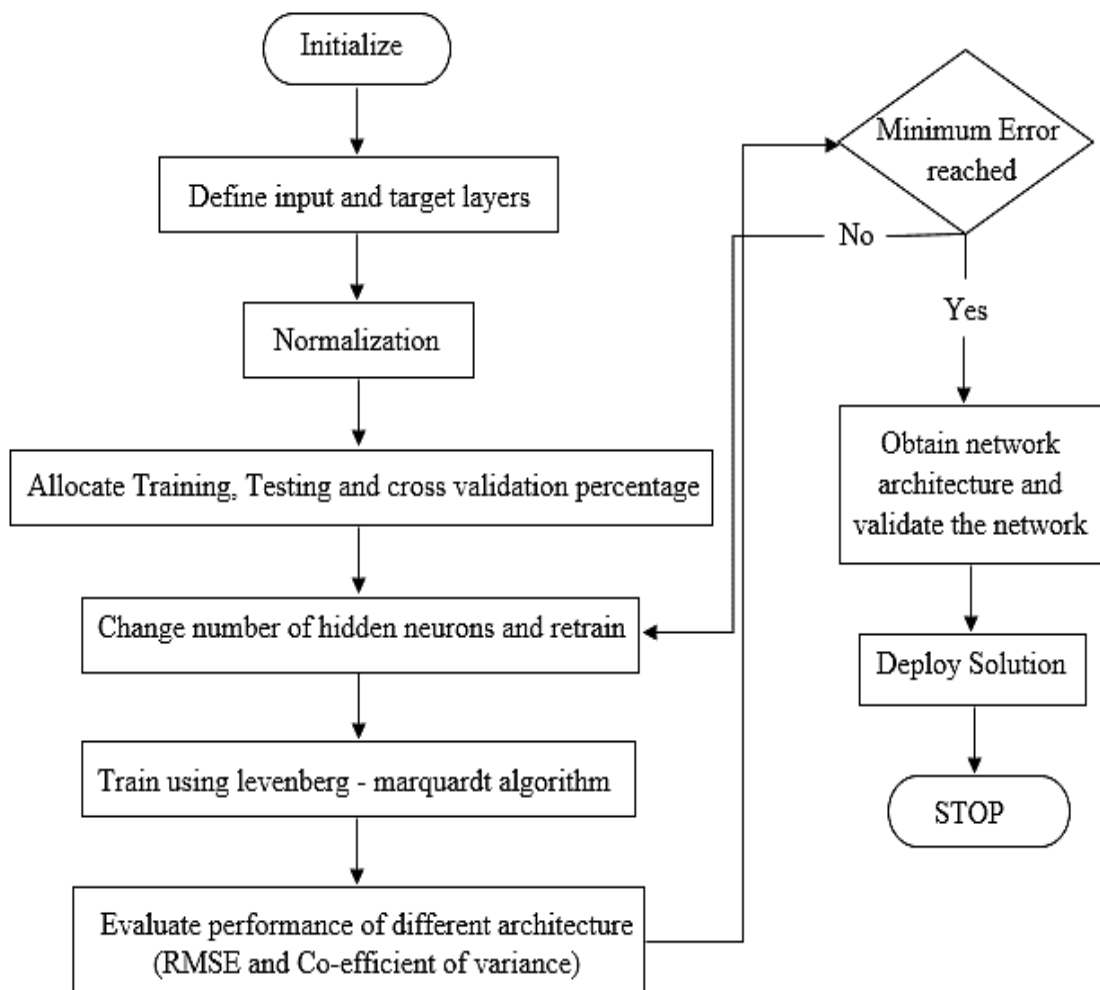 Initialize
Define input and target layers
Normalization
Allocate Training, Testing and cross validation percentage
Change number of hidden neurons and retrain
Train using levenberg - marquardt algorithm
Evaluate performance of different architecture
(RMSE and Co-efficient of variance)
Minimum Error
reached
No
Yes
Obtain network
architecture and
validate the network
Deploy Solution
STOP